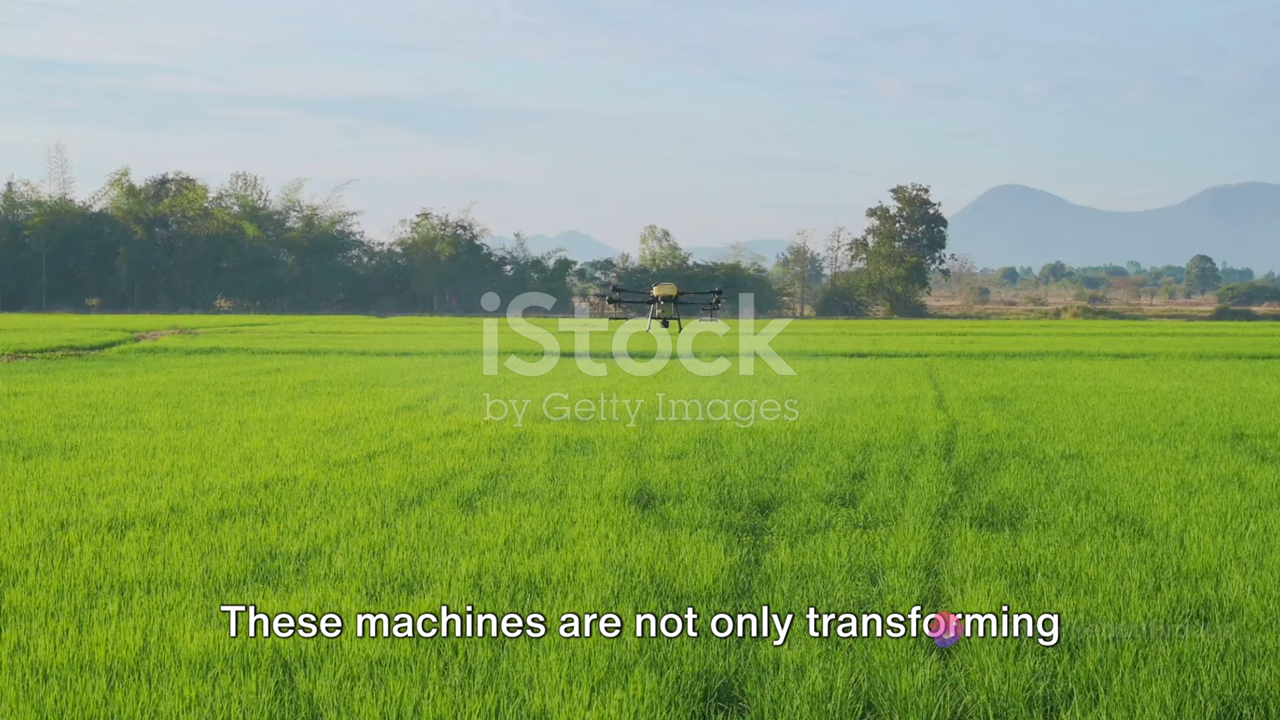 iStock
by Getty Images
These machines are not only transforming